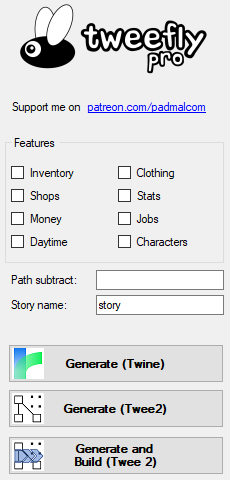 tweefly
pro
Support me on patreon.com/padmalcom
Features
Inventory Clothing
Shops Stats
Money Jobs
Daytime Characters
Path subtract:
Story name: story
Generate (Twine)
Generate (Twee2)
Generate and
Build (Twee 2)